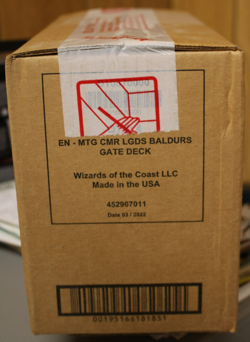 EN - MTG CMR LGDS BALDURS
GATE DECK
Wizards of the Coast LLC
Made in the USA
452967011
Date 03 / 2022
00195166181851